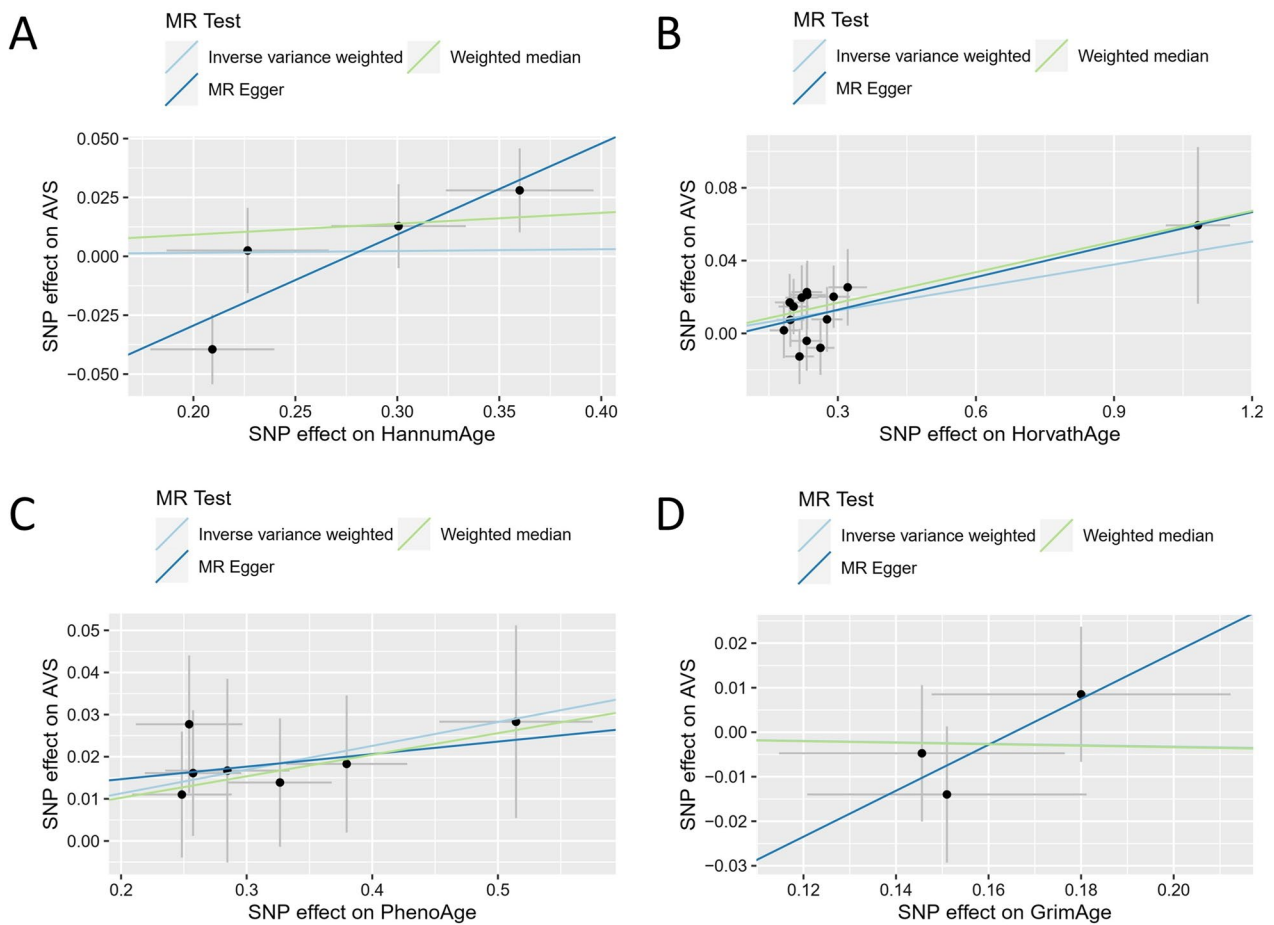 A
MR Test
Inverse variance weighted
Weighted median
MR Egger
0.050
0.025
0.000
−0.025
−0.050
SNP effect on AVS
0.20
0.25
0.30
0.35
0.40
SNP effect on HannumAge
B
MR Test
Inverse variance weighted
Weighted median
MR Egger
0.08
0.04
0.00
SNP effect on AVS
0.3
0.6
0.9
1.2
SNP effect on HorvathAge
C
MR Test
Inverse variance weighted
Weighted median
MR Egger
0.05
0.04
0.03
0.02
0.01
0.00
SNP effect on AVS
0.2
0.3
0.4
0.5
SNP effect on PhenoAge
D
MR Test
Inverse variance weighted
Weighted median
MR Egger
0.02
0.01
0.00
−0.01
−0.02
−0.03
SNP effect on AVS
0.12
0.14
0.16
0.18
0.20
SNP effect on GrimAge